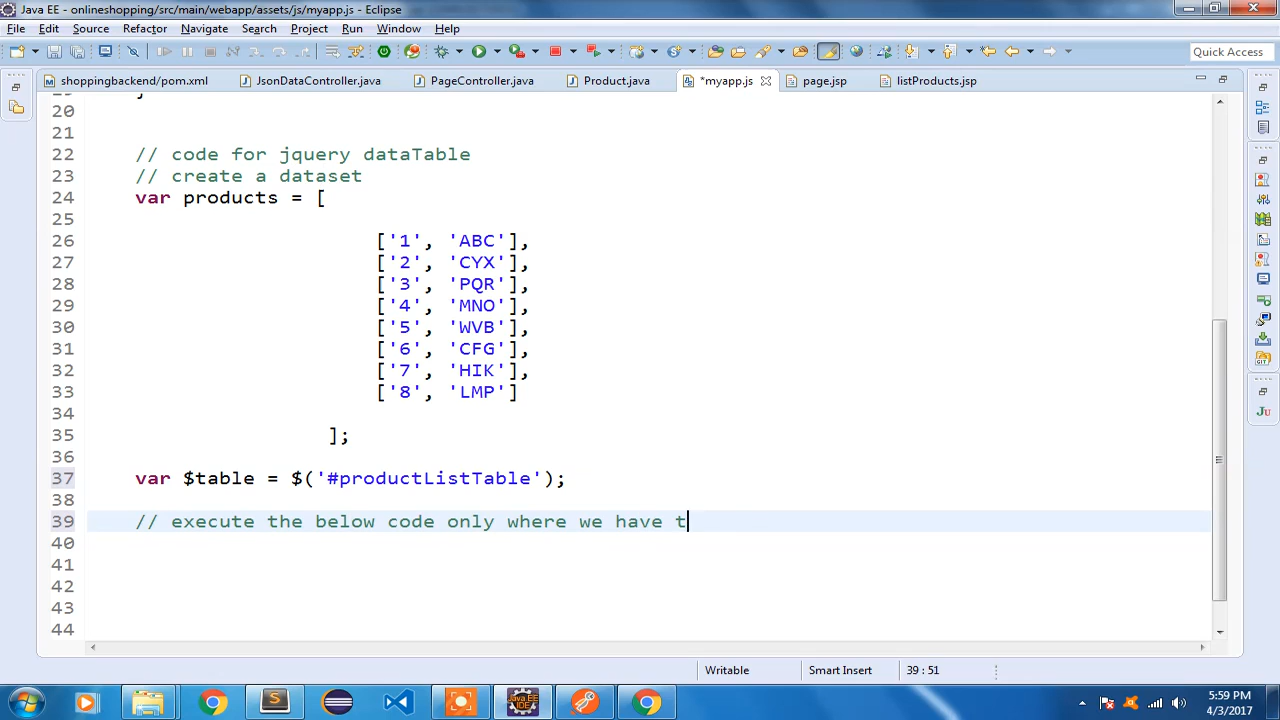 Java EE - onlineshopping/src/main/webapp/assets/js/myapp.js - Eclipse
File Edit Source Refactor Navigate Search Project Run Window Help
Quick Access
shoppingbackend/pom.xml JsonDataController.java PageController.java Product.java *myapp.js page.jsp listProducts.jsp
20
21
22 // code for jquery dataTable
23 // create a dataset
24 var products = [
25
26 ['1', 'ABC'],
27 ['2', 'CYX'],
28 ['3', 'PQR'],
29 ['4', 'MNO'],
30 ['5', 'WVB'],
31 ['6', 'CFG'],
32 ['7', 'HIK'],
33 ['8', 'LMP']
34
35 ];
36
37 var $table = $('#productListTable');
38
39 // execute the below code only where we have t
40
41
42
43
44
Writable Smart Insert 39 : 51
5:59 PM
4/3/2017